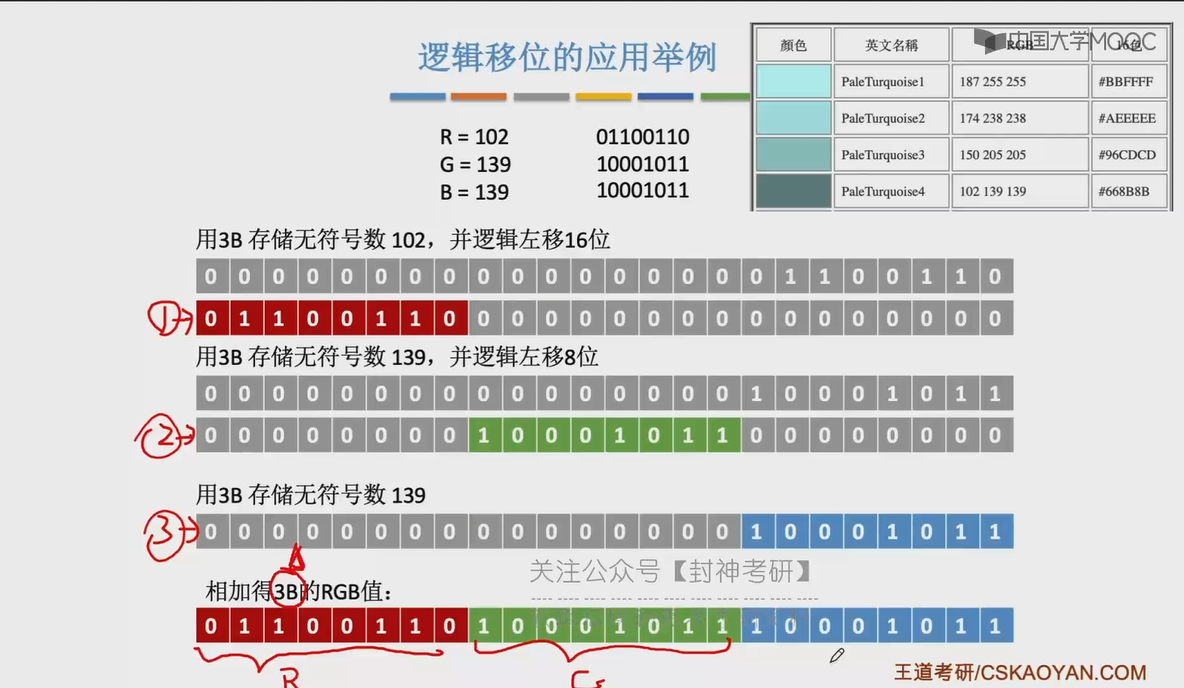 逻辑移位的应用举例
中国大学MOOC
颜色 英文名稱 RGB 16色
PaleTurquoise1 187 255 255 #BBFFFF
PaleTurquoise2 174 238 238 #AEEEEE
PaleTurquoise3 150 205 205 #96CDCD
PaleTurquoise4 102 139 139 #668B8B
R = 102 01100110
G = 139 10001011
B = 139 10001011
用3B 存储无符号数 102，并逻辑左移16位
0 0 0 0 0 0 0 0 0 0 0 0 0 0 0 0 0 1 1 0 0 1 1 0
① 0 1 1 0 0 1 1 0 0 0 0 0 0 0 0 0 0 0 0 0 0 0 0 0
用3B 存储无符号数 139，并逻辑左移8位
0 0 0 0 0 0 0 0 0 0 0 0 0 0 0 0 1 0 0 0 1 0 1 1
② 0 0 0 0 0 0 0 0 1 0 0 0 1 0 1 1 0 0 0 0 0 0 0 0
用3B 存储无符号数 139
③ 0 0 0 0 0 0 0 0 0 0 0 0 0 0 0 0 1 0 0 0 1 0 1 1
关注公众号【封神考研】
相加得3B的RGB值：
0 1 1 0 0 1 1 0 1 0 0 0 1 0 1 1 1 0 0 0 1 0 1 1
R G
王道考研/CSKAOYAN.COM